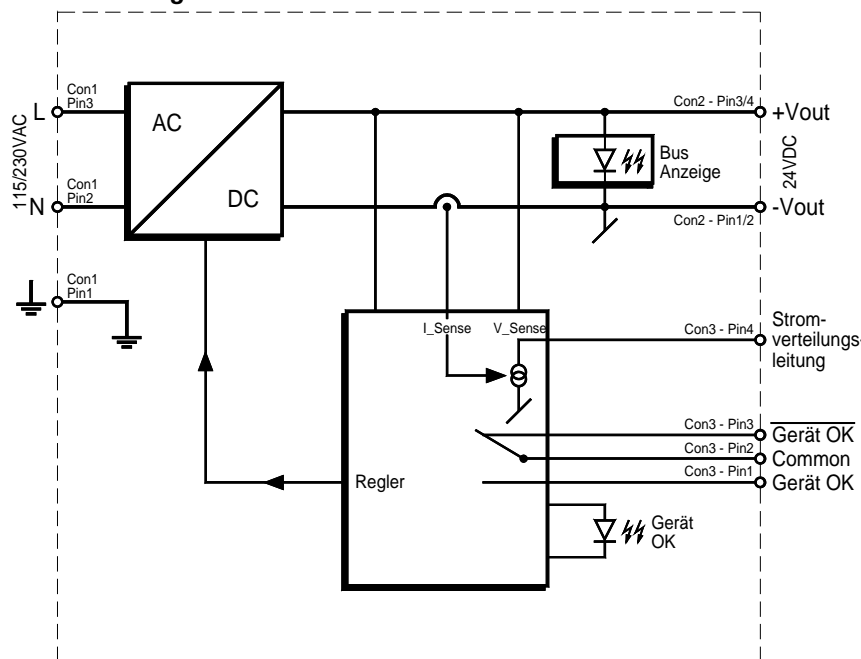 g
Con1
Pin3
L
115/230VAC
Con1
Pin2
N
Con1
Pin1
AC
DC
Con2 - Pin3/4
+Vout
Bus
Anzeige
24VDC
-Vout
Con2 - Pin1/2
I_Sense
V_Sense
Con3 - Pin4
Strom-
verteilungs-
leitung
Con3 - Pin3
Gerät OK
Con3 - Pin2
Common
Con3 - Pin1
Gerät OK
Regler
Gerät
OK